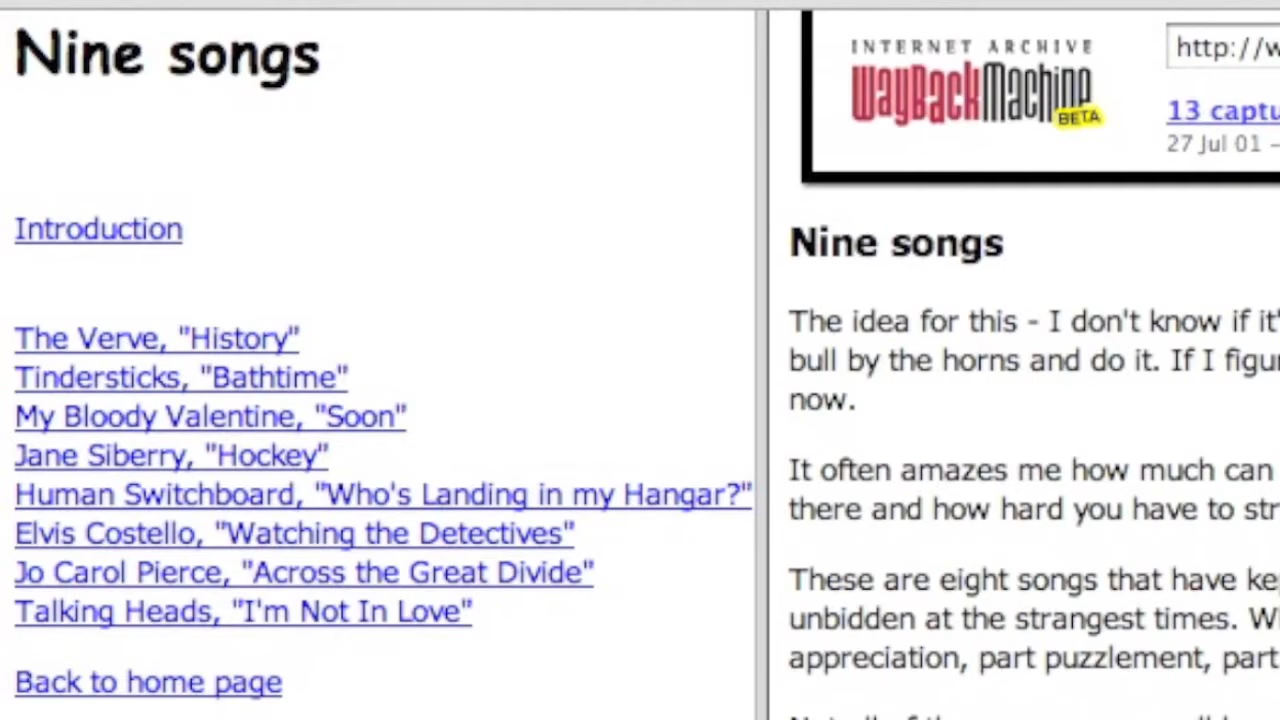 Nine songs
Introduction
The Verve, "History"
Tindersticks, "Bathtime"
My Bloody Valentine, "Soon"
Jane Siberry, "Hockey"
Human Switchboard, "Who's Landing in my Hangar?"
Elvis Costello, "Watching the Detectives"
Jo Carol Pierce, "Across the Great Divide"
Talking Heads, "I'm Not In Love"
Back to home page
INTERNET ARCHIVE
WayBackMachine
BETA
http://w
13 captu
27 Jul 01 -
Nine songs
The idea for this - I don't know if it'
bull by the horns and do it. If I figu
now.
It often amazes me how much can
there and how hard you have to str
These are eight songs that have ke
unbidden at the strangest times. Wi
appreciation, part puzzlement, part